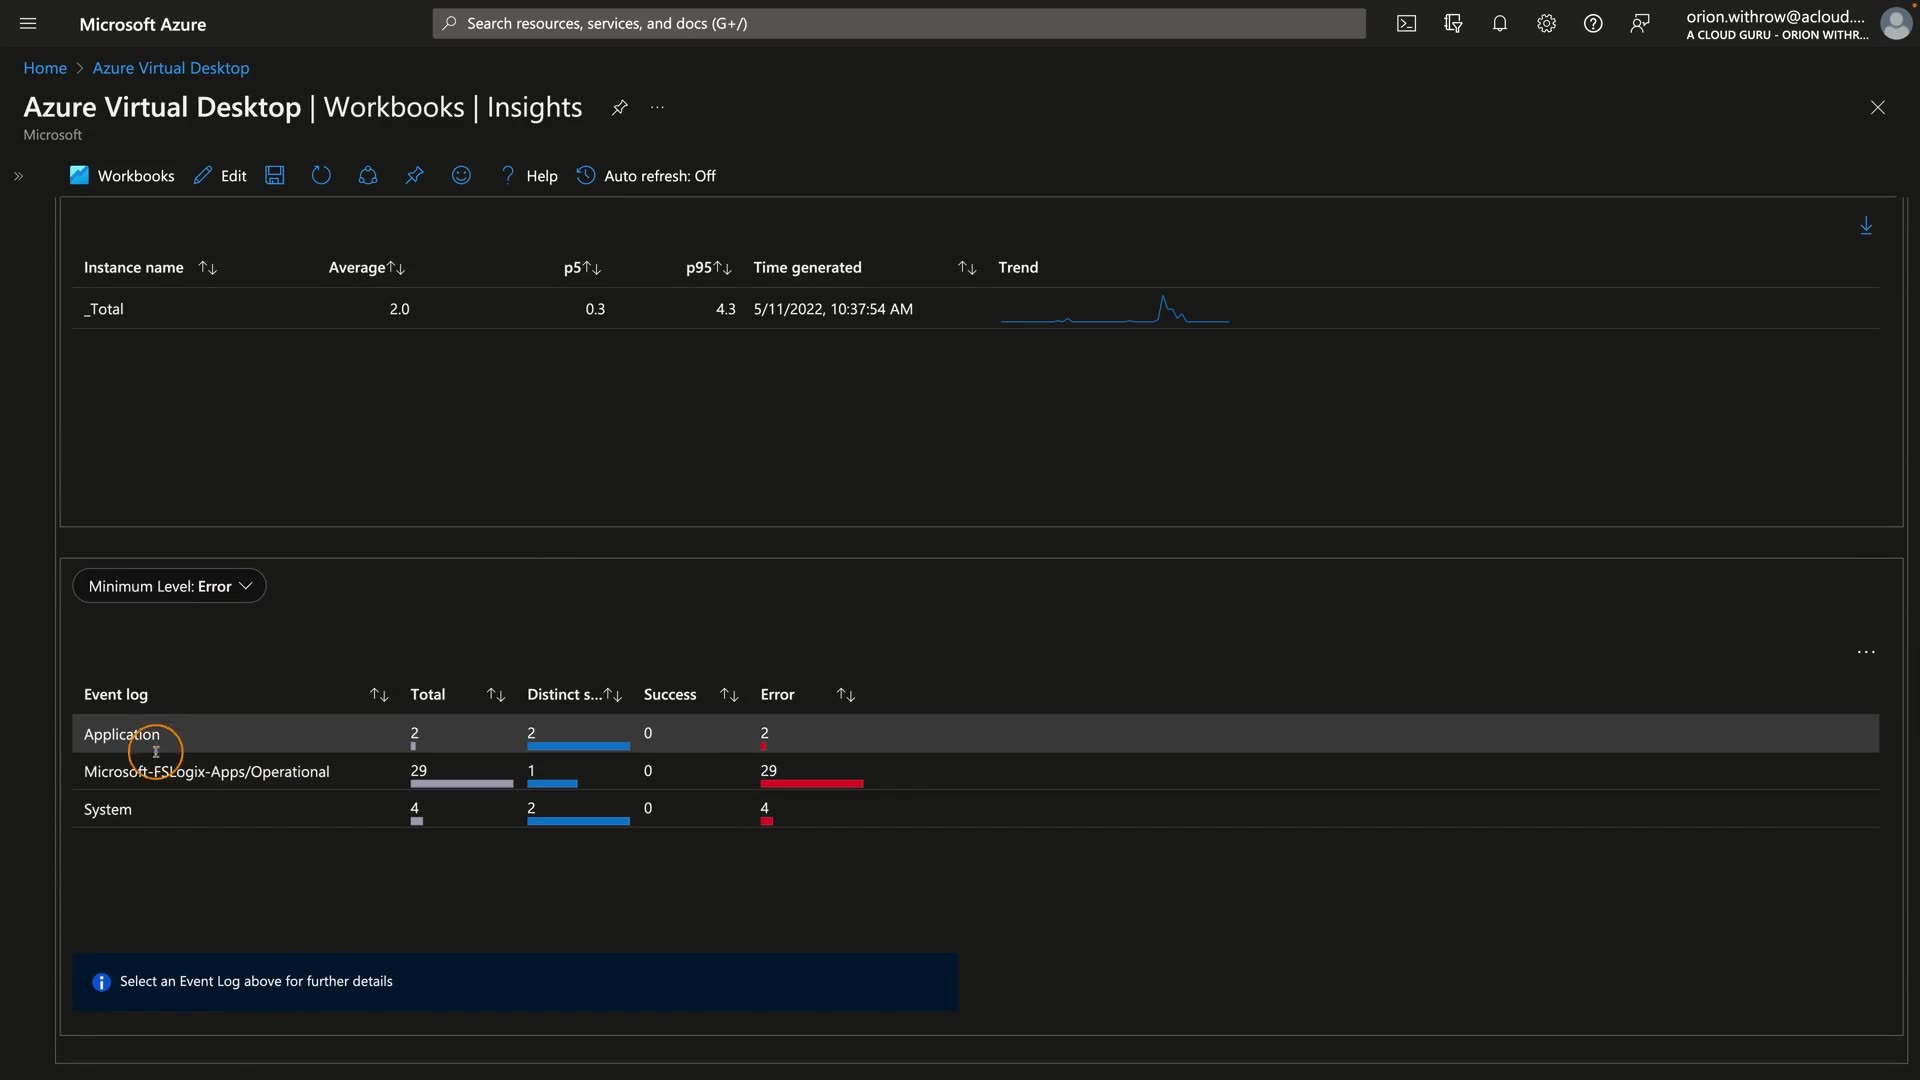 Microsoft Azure
Search resources, services, and docs (G+/)
orion.withrow@acloud....
A CLOUD GURU - ORION WITHR...
Home > Azure Virtual Desktop
Azure Virtual Desktop | Workbooks | Insights
Microsoft
Workbooks Edit Help Auto refresh: Off
Instance name Average p5 p95 Time generated Trend
_Total 2.0 0.3 4.3 5/11/2022, 10:37:54 AM
Minimum Level: Error
Event log Total Distinct s... Success Error
Application 2 2 0 2
Microsoft-FSLogix-Apps/Operational 29 1 0 29
System 4 2 0 4
Select an Event Log above for further details